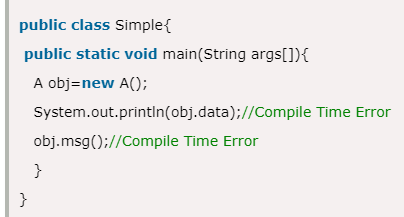 public class Simple{
public static void main(String args[]){
A obj=new A();
System.out.println(obj.data);//Compile Time Error
obj.msg();//Compile Time Error
}
}